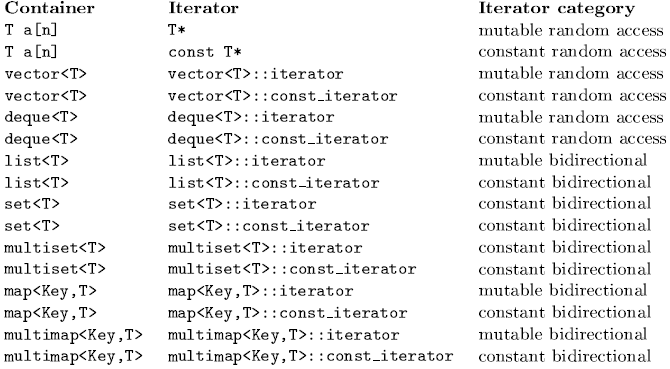 Container Iterator Iterator category
T a[n] T* mutable random access
T a[n] const T* constant random access
vector<T> vector<T>::iterator mutable random access
vector<T> vector<T>::const_iterator constant random access
deque<T> deque<T>::iterator mutable random access
deque<T> deque<T>::const_iterator constant random access
list<T> list<T>::iterator mutable bidirectional
list<T> list<T>::const_iterator constant bidirectional
set<T> set<T>::iterator constant bidirectional
set<T> set<T>::const_iterator constant bidirectional
multiset<T> multiset<T>::iterator constant bidirectional
multiset<T> multiset<T>::const_iterator constant bidirectional
map<Key,T> map<Key,T>::iterator mutable bidirectional
map<Key,T> map<Key,T>::const_iterator constant bidirectional
multimap<Key,T> multimap<Key,T>::iterator mutable bidirectional
multimap<Key,T> multimap<Key,T>::const_iterator constant bidirectional